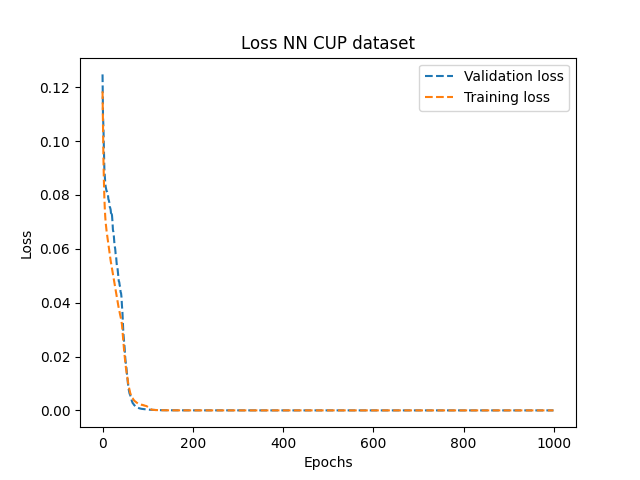 Loss NN CUP dataset
Validation loss
Training loss
0.12
0.10
0.08
0.06
0.04
0.02
0.00
Loss
0 200 400 600 800 1000
Epochs